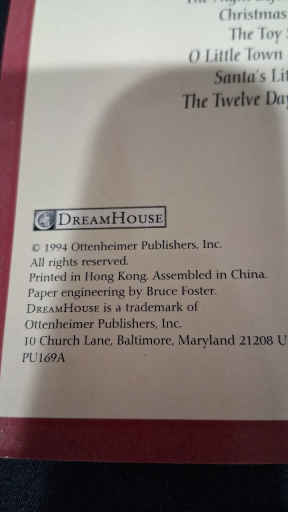 Christmas
The Toy
O Little Town
Santa's
The Twelve
DREAMHOUSE
© 1994 Ottenheimer Publishers, Inc.
All rights reserved.
Printed in Hong Kong. Assembled in China.
Paper engineering by Bruce Foster.
DREAMHOUSE is a trademark of
Ottenheimer Publishers, Inc.
10 Church Lane, Baltimore, Maryland 21208 U
PU169A